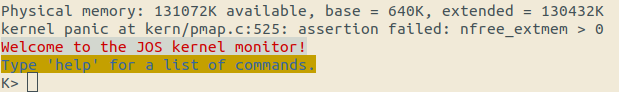 Physical memory: 131072K available, base = 640K, extended = 130432K
kernel panic at kern/pmap.c:525: assertion failed: nfree_extmem > 0
Welcome to the JOS kernel monitor!
Type 'help' for a list of commands.
K>